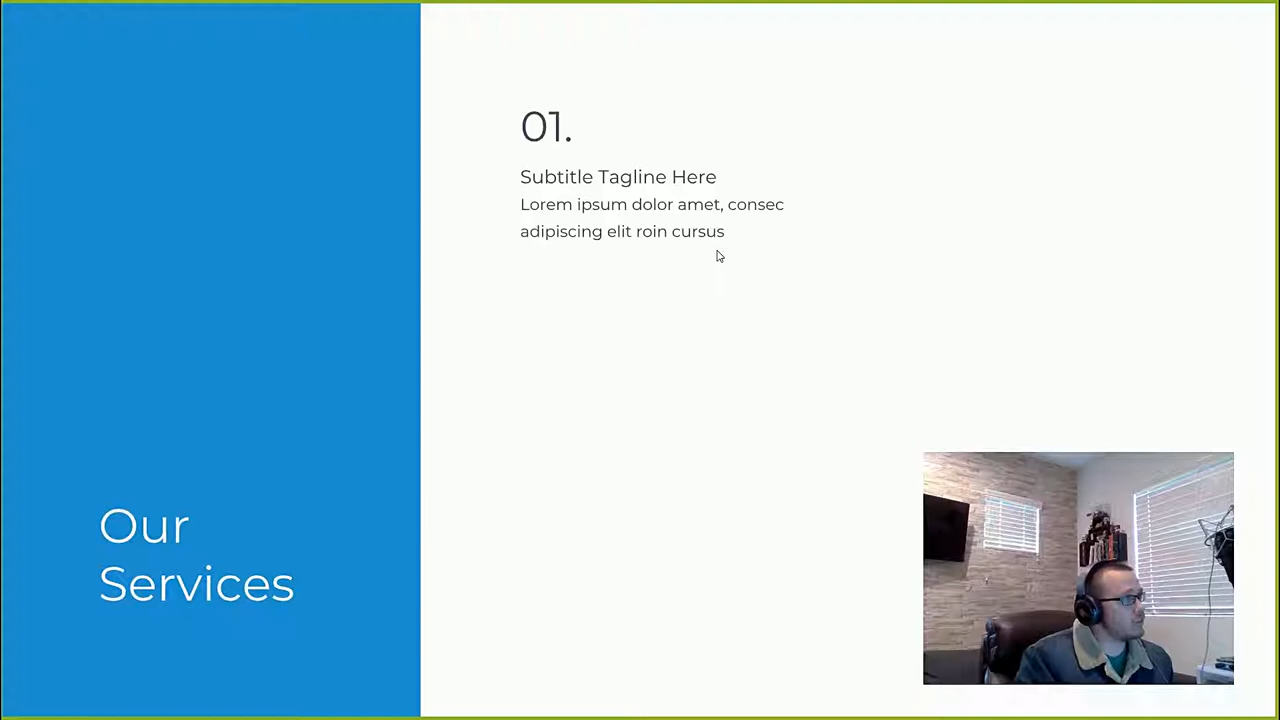 01.
Subtitle Tagline Here
Lorem ipsum dolor amet, consec
adipiscing elit roin cursus
Our
Services